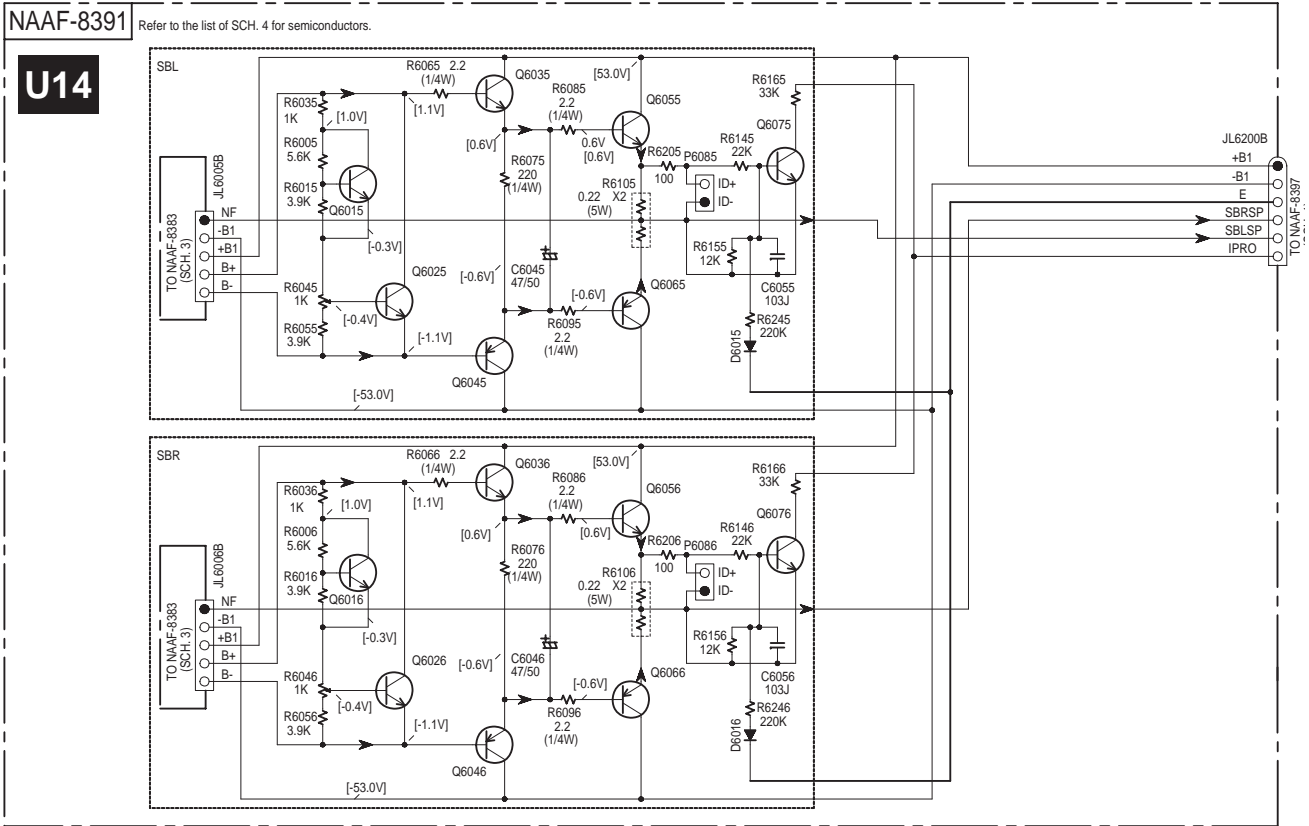 NAAF-8391 Refer to the list of SCH. 4 for semiconductors.
U14
SBL
R6065 2.2
(1/4W)
Q6035
[53.0V]
R6165
33K
R6085
2.2
(1/4W)
Q6055
Q6075
R6035
1K
[1.0V]
[1.1V]
R6005
5.6K
[0.6V]
0.6V
[0.6V]
R6205
100
P6085
R6145
22K
JL6200B
JL6005B
R6015
3.9K
Q6015
R6075
220
(1/4W)
R6105
0.22 X2
(5W)
ID+
ID-
+B1
-B1
E
SBRSP
SBLSP
IPRO
TO NAAF-8397
TO NAAF-8383
(SCH. 3)
NF
-B1
+B1
B+
B-
[-0.3V]
Q6025
[-0.6V]
C6045
47/50
R6155
12K
C6055
103J
R6045
1K
[-0.4V]
[-0.6V]
Q6065
R6055
3.9K
[-1.1V]
R6095
2.2
(1/4W)
D6015
R6245
220K
Q6045
[-53.0V]
SBR
R6066 2.2
(1/4W)
Q6036
[53.0V]
R6166
33K
R6086
2.2
(1/4W)
Q6056
Q6076
R6036
1K
[1.0V]
[1.1V]
R6006
5.6K
[0.6V]
[0.6V]
R6206
100
P6086
R6146
22K
JL6006B
R6016
3.9K
Q6016
R6076
220
(1/4W)
R6106
0.22 X2
(5W)
ID+
ID-
TO NAAF-8383
(SCH. 3)
NF
-B1
+B1
B+
B-
[-0.3V]
Q6026
[-0.6V]
C6046
47/50
R6156
12K
C6056
103J
R6046
1K
[-0.4V]
[-0.6V]
Q6066
R6056
3.9K
[-1.1V]
R6096
2.2
(1/4W)
D6016
R6246
220K
Q6046
[-53.0V]